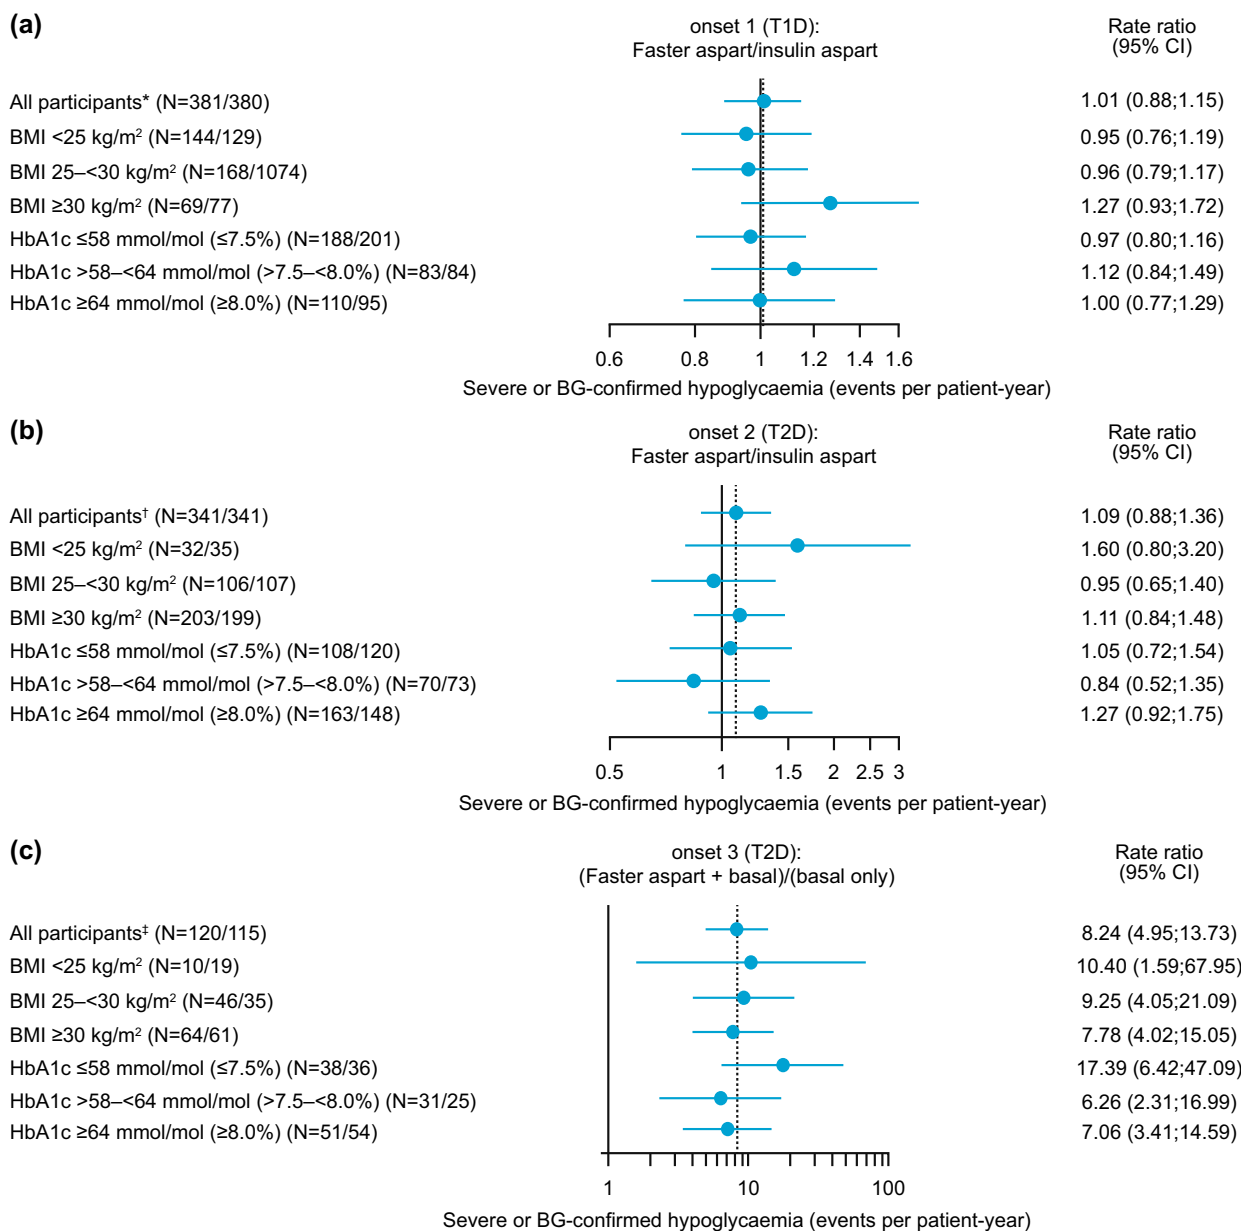 (a)
onset 1 (T1D):
Faster aspart/insulin aspart
Rate ratio
(95% CI)
All participants* (N=381/380) 1.01 (0.88;1.15)
BMI <25 kg/m² (N=144/129) 0.95 (0.76;1.19)
BMI 25–<30 kg/m² (N=168/1074) 0.96 (0.79;1.17)
BMI ≥30 kg/m² (N=69/77) 1.27 (0.93;1.72)
HbA1c ≤58 mmol/mol (≤7.5%) (N=188/201) 0.97 (0.80;1.16)
HbA1c >58–<64 mmol/mol (>7.5–<8.0%) (N=83/84) 1.12 (0.84;1.49)
HbA1c ≥64 mmol/mol (≥8.0%) (N=110/95) 1.00 (0.77;1.29)
0.6 0.8 1 1.2 1.4 1.6
Severe or BG-confirmed hypoglycaemia (events per patient-year)
(b)
onset 2 (T2D):
Faster aspart/insulin aspart
Rate ratio
(95% CI)
All participants† (N=341/341) 1.09 (0.88;1.36)
BMI <25 kg/m² (N=32/35) 1.60 (0.80;3.20)
BMI 25–<30 kg/m² (N=106/107) 0.95 (0.65;1.40)
BMI ≥30 kg/m² (N=203/199) 1.11 (0.84;1.48)
HbA1c ≤58 mmol/mol (≤7.5%) (N=108/120) 1.05 (0.72;1.54)
HbA1c >58–<64 mmol/mol (>7.5–<8.0%) (N=70/73) 0.84 (0.52;1.35)
HbA1c ≥64 mmol/mol (≥8.0%) (N=163/148) 1.27 (0.92;1.75)
0.5 1 1.5 2 2.5 3
Severe or BG-confirmed hypoglycaemia (events per patient-year)
(c)
onset 3 (T2D):
(Faster aspart + basal)/(basal only)
Rate ratio
(95% CI)
All participants‡ (N=120/115) 8.24 (4.95;13.73)
BMI <25 kg/m² (N=10/19) 10.40 (1.59;67.95)
BMI 25–<30 kg/m² (N=46/35) 9.25 (4.05;21.09)
BMI ≥30 kg/m² (N=64/61) 7.78 (4.02;15.05)
HbA1c ≤58 mmol/mol (≤7.5%) (N=38/36) 17.39 (6.42;47.09)
HbA1c >58–<64 mmol/mol (>7.5–<8.0%) (N=31/25) 6.26 (2.31;16.99)
HbA1c ≥64 mmol/mol (≥8.0%) (N=51/54) 7.06 (3.41;14.59)
1 10 100
Severe or BG-confirmed hypoglycaemia (events per patient-year)